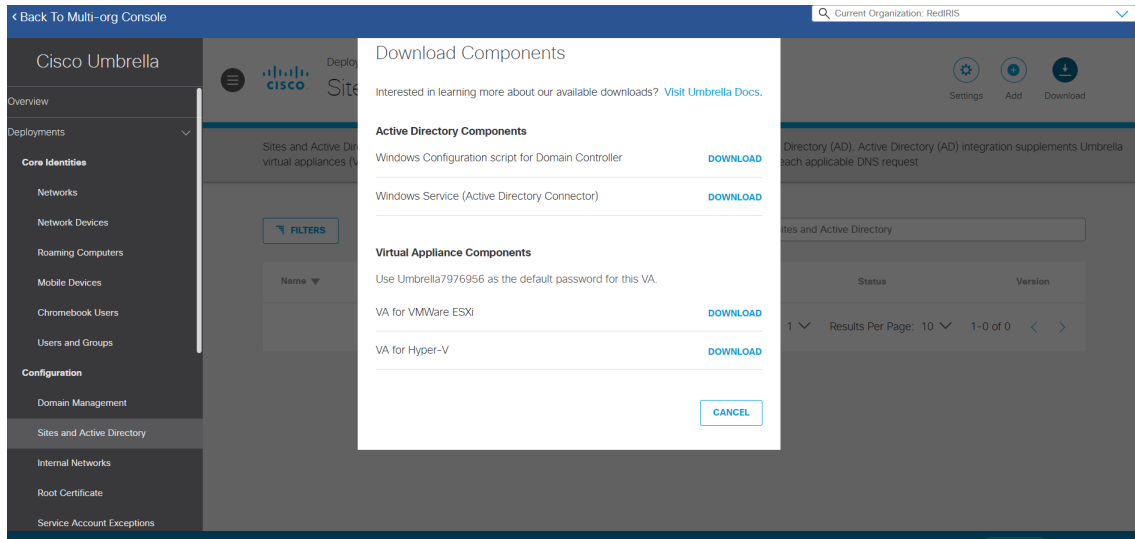 < Back To Multi-org Console
Current Organization: RedIRIS
Cisco Umbrella
Overview
Deployments
Core Identities
Networks
Network Devices
Roaming Computers
Mobile Devices
Chromebook Users
Users and Groups
Configuration
Domain Management
Sites and Active Directory
Internal Networks
Root Certificate
Service Account Exceptions
CISCO
Deploy
Site
Settings
Add
Download
Sites and Active Dir
Directory (AD). Active Directory (AD) integration supplements Umbrella
virtual appliances (V
each applicable DNS request
FILTERS
ites and Active Directory
Name
Status
Version
1
Results Per Page: 10
1-0 of 0
< >
Download Components
Interested in learning more about our available downloads? Visit Umbrella Docs.
Active Directory Components
Windows Configuration script for Domain Controller DOWNLOAD
Windows Service (Active Directory Connector) DOWNLOAD
Virtual Appliance Components
Use Umbrella7976956 as the default password for this VA.
VA for VMWare ESXi DOWNLOAD
VA for Hyper-V DOWNLOAD
CANCEL